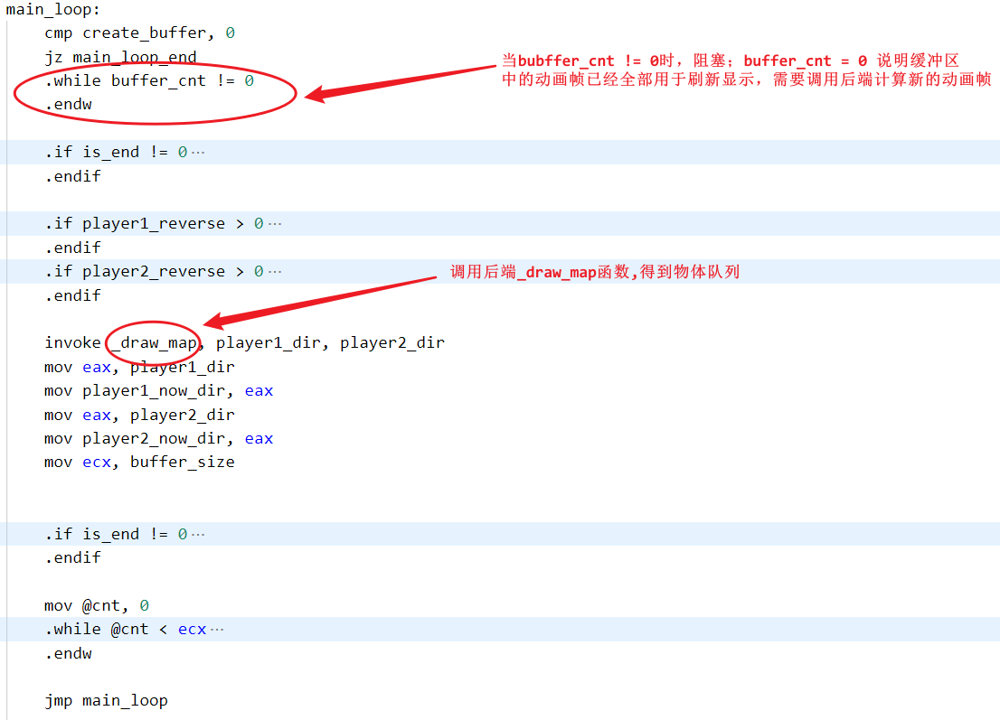 main_loop:
cmp create_buffer, 0
jz main_loop_end
.while buffer_cnt != 0
.endw
当bubffer_cnt != 0时，阻塞；buffer_cnt = 0 说明缓冲区
中的动画帧已经全部用于刷新显示，需要调用后端计算新的动画帧
.if is_end != 0···
.endif
.if player1_reverse > 0···
.endif
.if player2_reverse > 0···
.endif
调用后端_draw_map函数,得到物体队列
invoke _draw_map, player1_dir, player2_dir
mov eax, player1_dir
mov player1_now_dir, eax
mov eax, player2_dir
mov player2_now_dir, eax
mov ecx, buffer_size
.if is_end != 0···
.endif
mov @cnt, 0
.while @cnt < ecx···
.endw
jmp main_loop